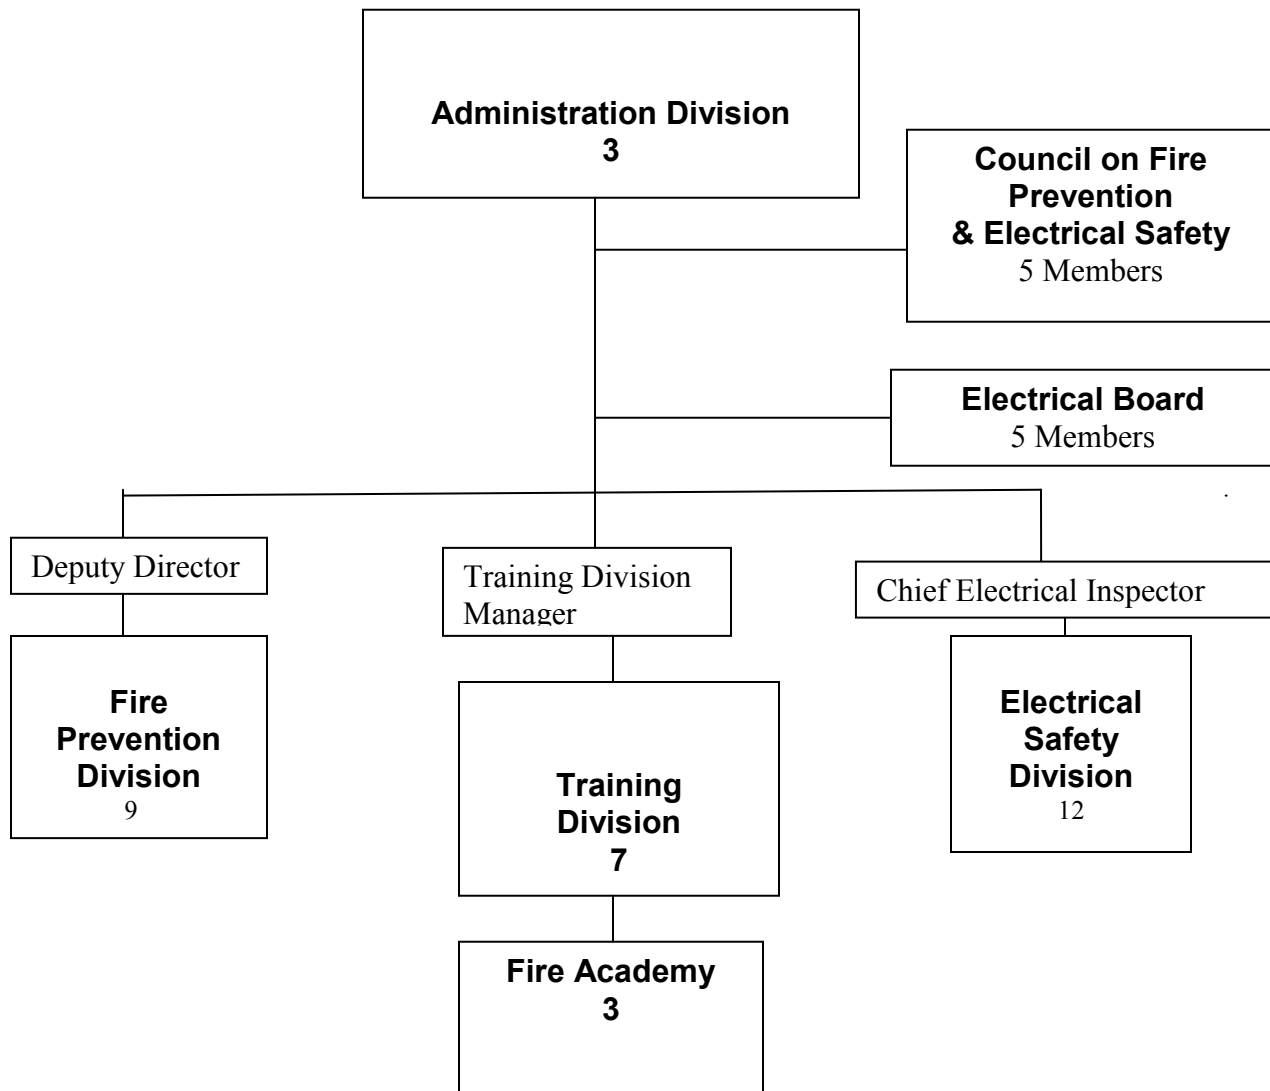 Administration Division
3
Council on Fire
Prevention
& Electrical Safety
5 Members
Electrical Board
5 Members
.
Deputy Director
Training Division
Manager
Chief Electrical Inspector
Fire
Prevention
Division
9
Training
Division
7
Electrical
Safety
Division
12
Fire Academy
3